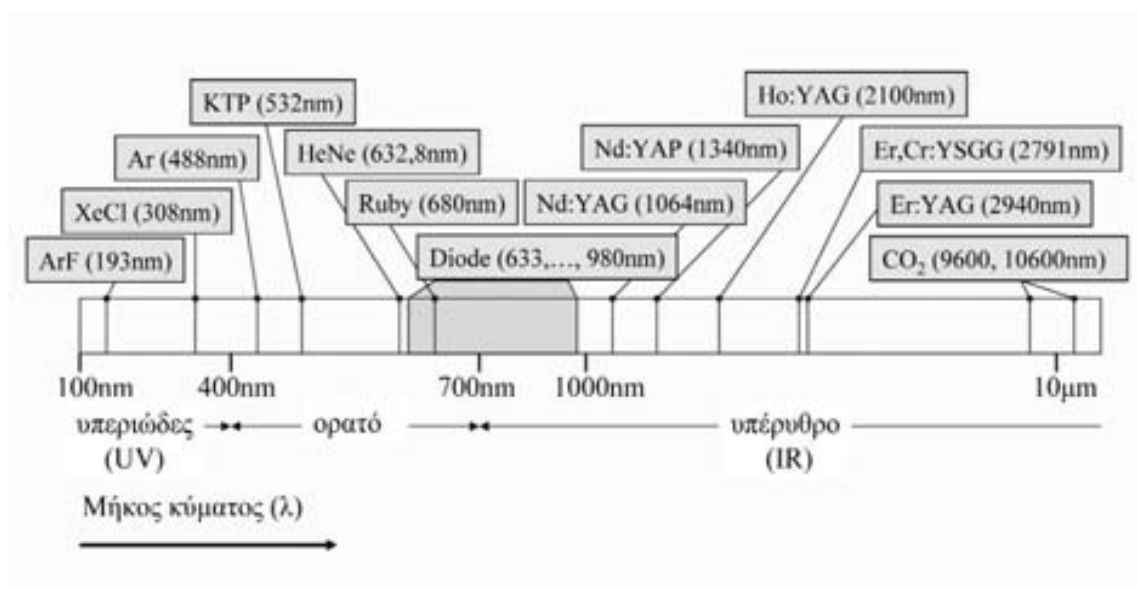 Ho:YAG (2100nm)
KTP (532nm)
Ar (488nm)
HeNe (632,8nm)
Nd:YAP (1340nm)
Er,Cr:YSGG (2791nm)
XeCl (308nm)
Ruby (680nm)
Nd:YAG (1064nm)
Er:YAG (2940nm)
ArF (193nm)
Diode (633,..., 980nm)
CO₂ (9600, 10600nm)
100nm 400nm 700nm 1000nm 10μm
υπεριώδες ορατό υπέρυθρο
(UV) (IR)
Μήκος κύματος (λ)